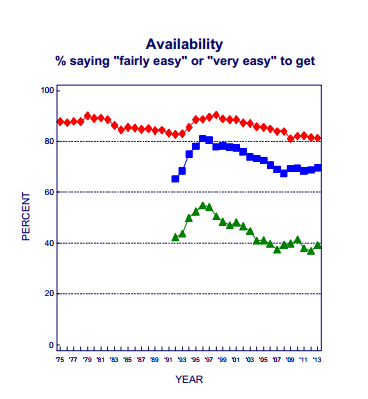 Availability
% saying "fairly easy" or "very easy" to get
100
80
60
40
20
0
PERCENT
'75 '77 '79 '81 '83 '85 '87 '89 '91 '93 '95 '97 '99 '01 '03 '05 '07 '09 '11 '13
YEAR